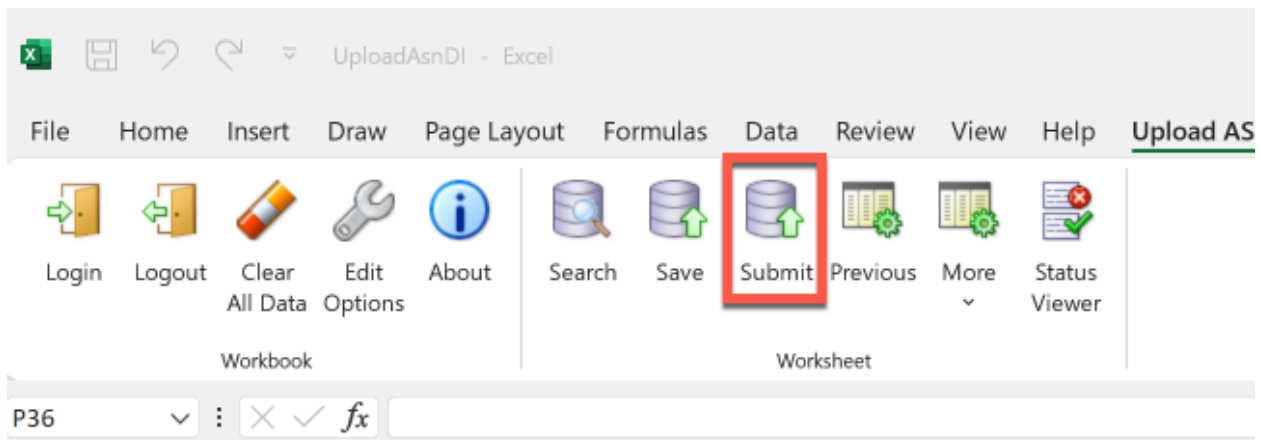 UploadAsnDI - Excel
File Home Insert Draw Page Layout Formulas Data Review View Help Upload AS
Login Logout Clear All Data Edit Options About Search Save Submit Previous More Status Viewer
Workbook Worksheet
P36 fx